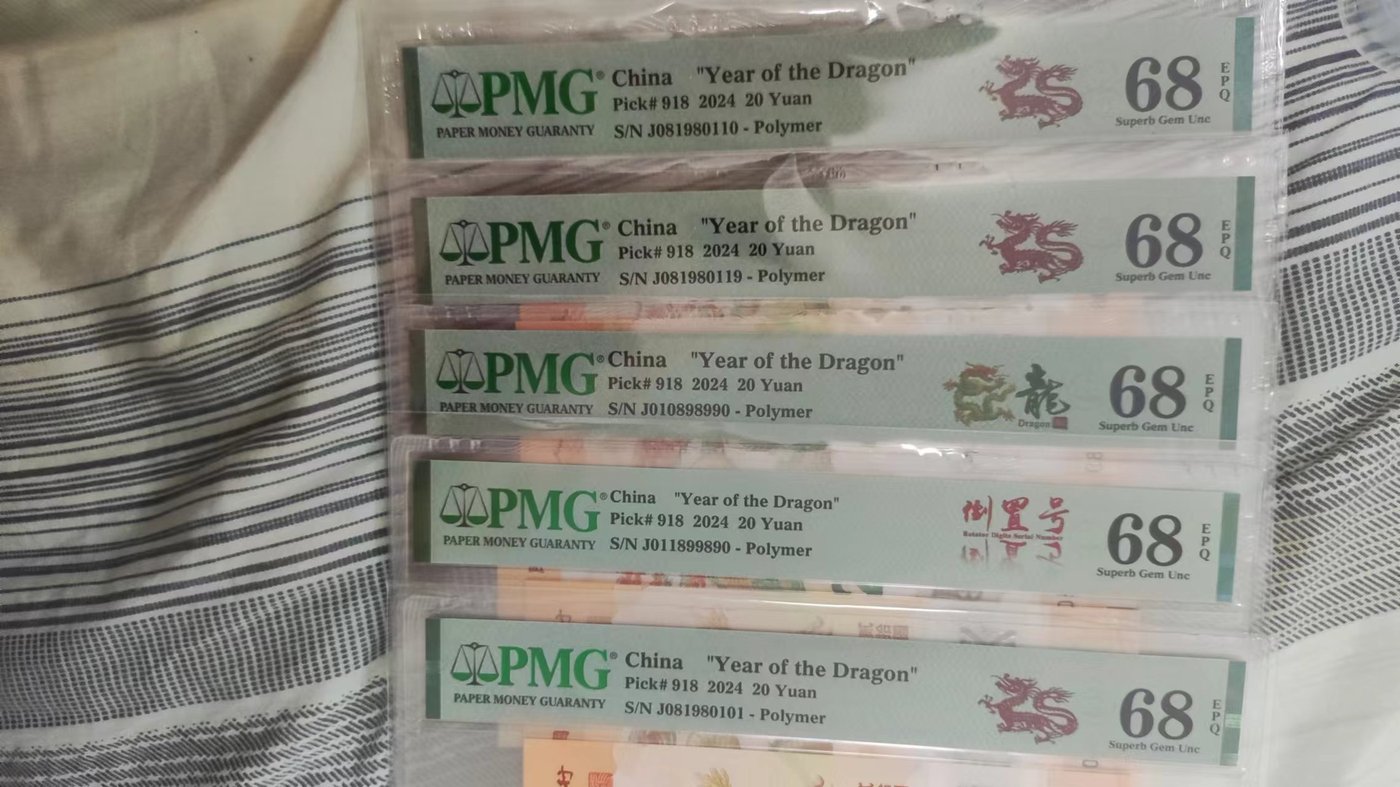 PMG® China "Year of the Dragon"
Pick# 918 2024 20 Yuan
PAPER MONEY GUARANTY S/N J081980110 - Polymer
68 EPQ
Superb Gem Unc
PMG® China "Year of the Dragon"
Pick# 918 2024 20 Yuan
PAPER MONEY GUARANTY S/N J081980119 - Polymer
68 EPQ
Superb Gem Unc
PMG® China "Year of the Dragon"
Pick# 918 2024 20 Yuan
PAPER MONEY GUARANTY S/N J010898990 - Polymer
龍
Dragon
68 EPQ
Superb Gem Unc
PMG® China "Year of the Dragon"
Pick# 918 2024 20 Yuan
PAPER MONEY GUARANTY S/N J011899890 - Polymer
倒置号
Rotator Digits Serial Number
68 EPQ
Superb Gem Unc
PMG® China "Year of the Dragon"
Pick# 918 2024 20 Yuan
PAPER MONEY GUARANTY S/N J081980101 - Polymer
68 EPQ
Superb Gem Unc